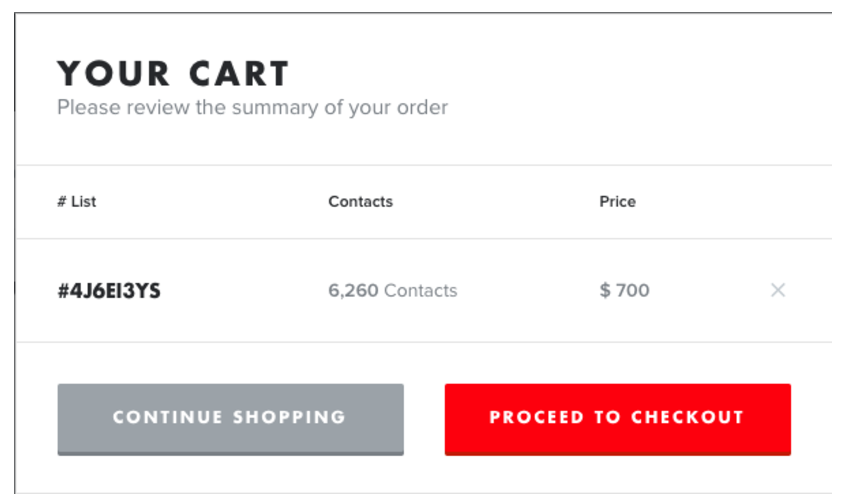 YOUR CART
Please review the summary of your order
# List Contacts Price
#4J6EI3YS 6,260 Contacts $ 700 ×
CONTINUE SHOPPING PROCEED TO CHECKOUT